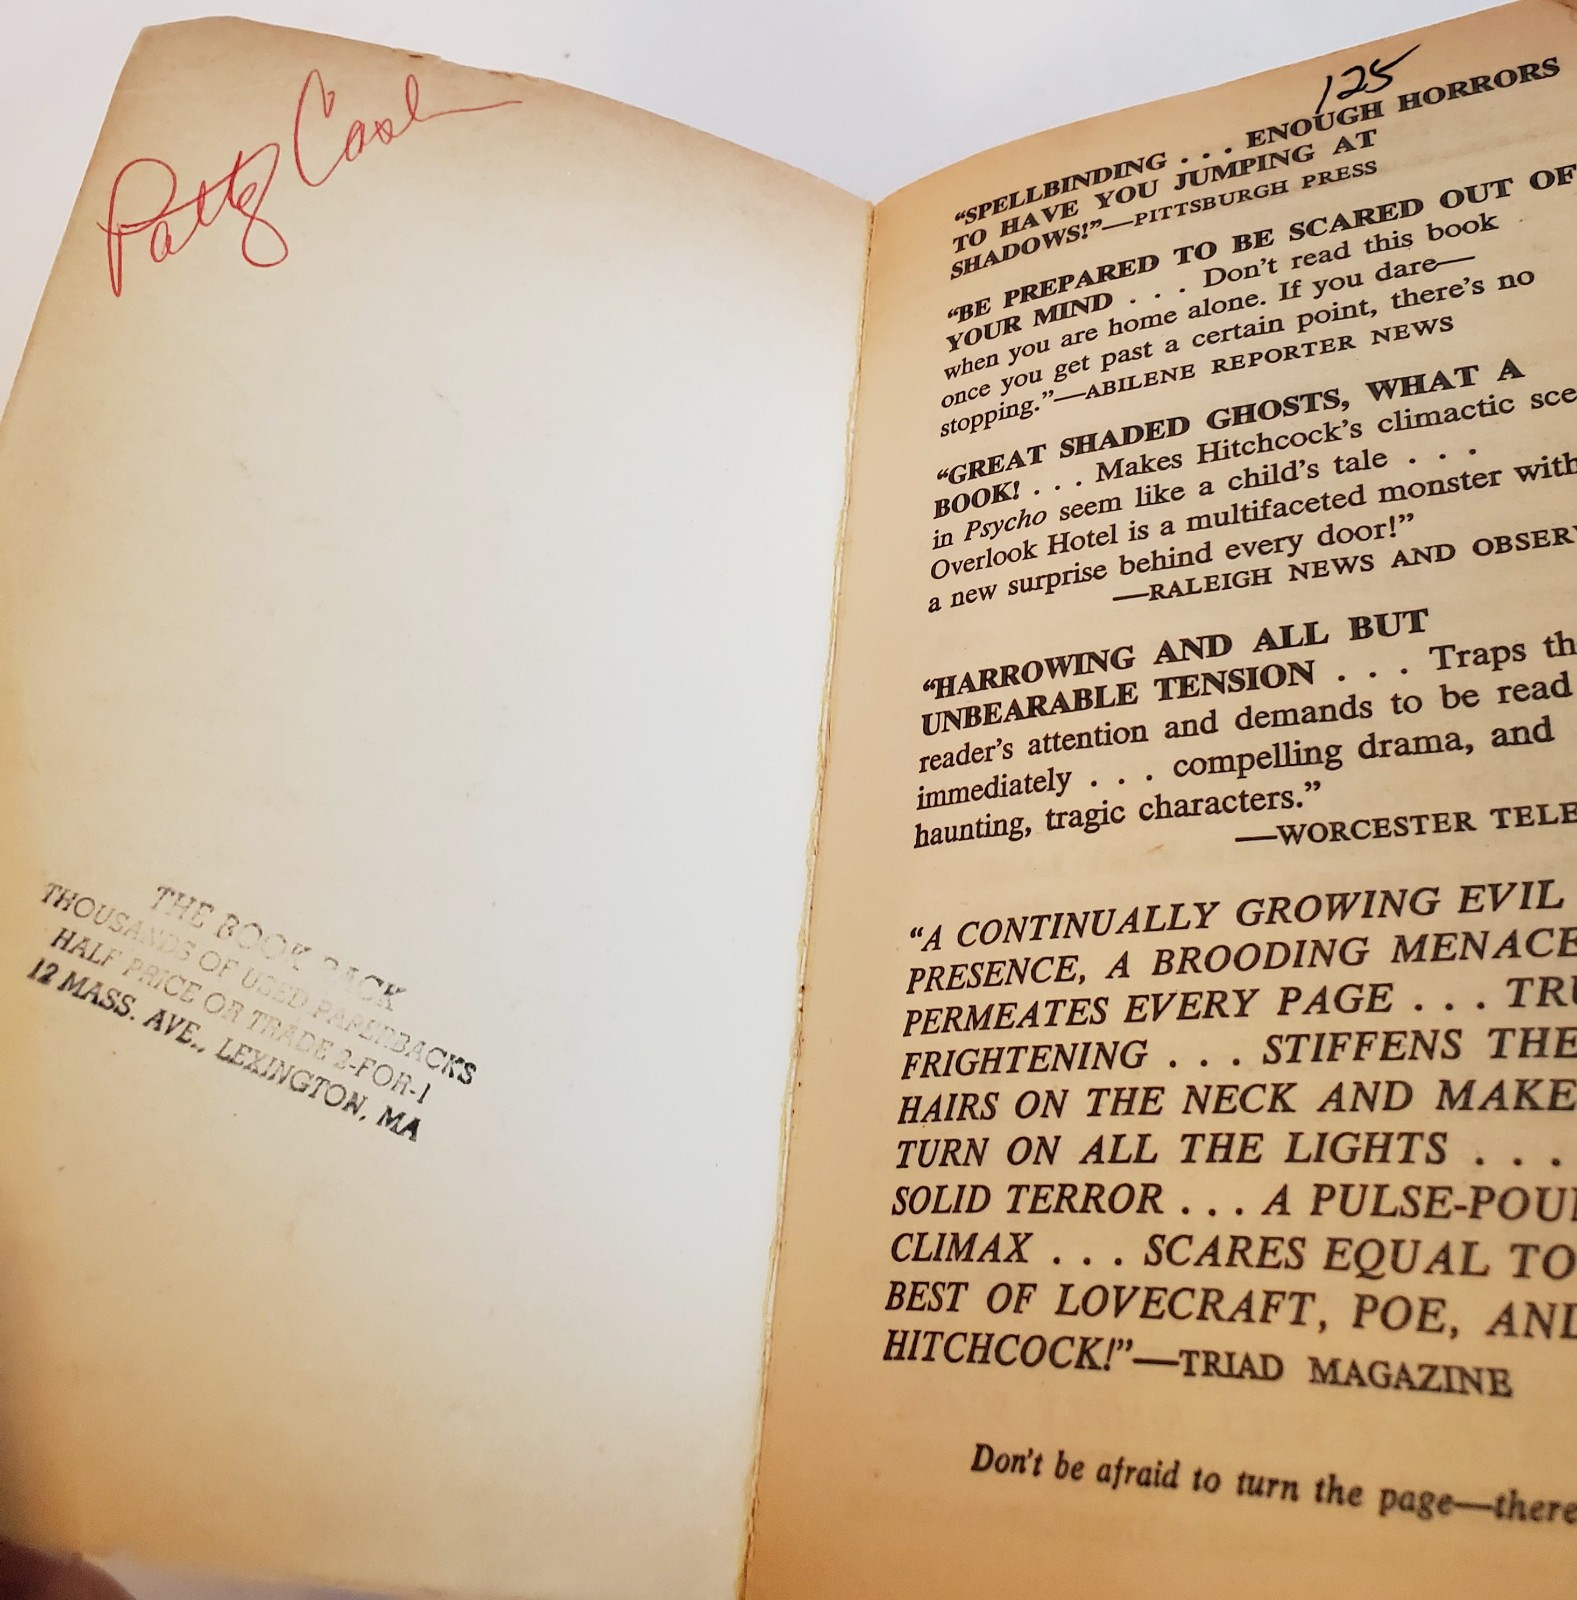 Patty Cash
THE BOOK RACK
THOUSANDS OF USED PAPERBACKS
HALF PRICE OR TRADE 2-FOR-1
12 MASS. AVE., LEXINGTON, MA
125
“SPELLBINDING . . . ENOUGH HORRORS
TO HAVE YOU JUMPING AT
SHADOWS!”—PITTSBURGH PRESS
“BE PREPARED TO BE SCARED OUT OF
YOUR MIND . . . Don’t read this book
when you are home alone. If you dare—
once you get past a certain point, there’s no
stopping.”—ABILENE REPORTER NEWS
“GREAT SHADED GHOSTS, WHAT A
BOOK! . . . Makes Hitchcock’s climactic sce
in Psycho seem like a child’s tale . . .
Overlook Hotel is a multifaceted monster with
a new surprise behind every door!”
—RALEIGH NEWS AND OBSERV
“HARROWING AND ALL BUT
UNBEARABLE TENSION . . . Traps th
reader’s attention and demands to be read
immediately . . . compelling drama, and
haunting, tragic characters.”
—WORCESTER TELE
“A CONTINUALLY GROWING EVIL
PRESENCE, A BROODING MENACE
PERMEATES EVERY PAGE . . . TRU
FRIGHTENING . . . STIFFENS THE
HAIRS ON THE NECK AND MAKE
TURN ON ALL THE LIGHTS . . .
SOLID TERROR . . . A PULSE-POUN
CLIMAX . . . SCARES EQUAL TO
BEST OF LOVECRAFT, POE, AND
HITCHCOCK!”—TRIAD MAGAZINE
Don’t be afraid to turn the page—there